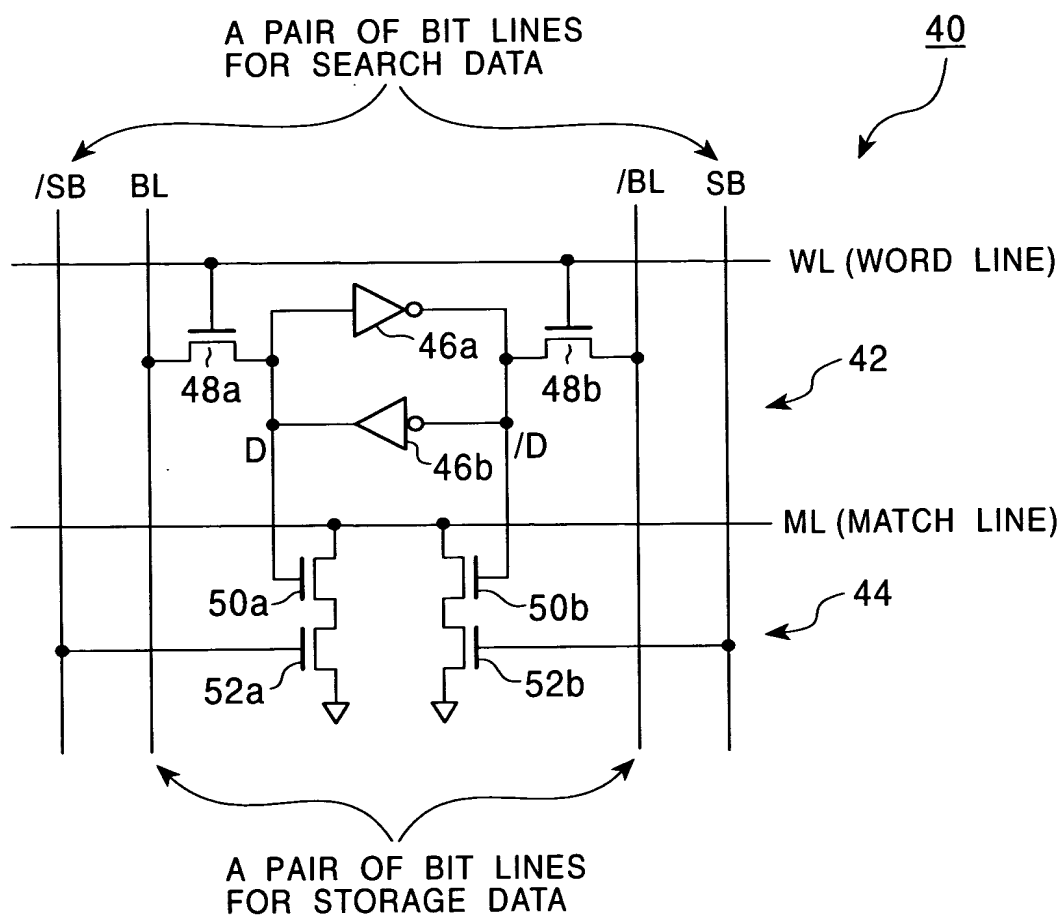 A PAIR OF BIT LINES
FOR SEARCH DATA
40
/SB BL /BL SB
WL (WORD LINE)
46a
48a 48b
42
D 46b /D
ML (MATCH LINE)
50a 50b
44
52a 52b
A PAIR OF BIT LINES
FOR STORAGE DATA